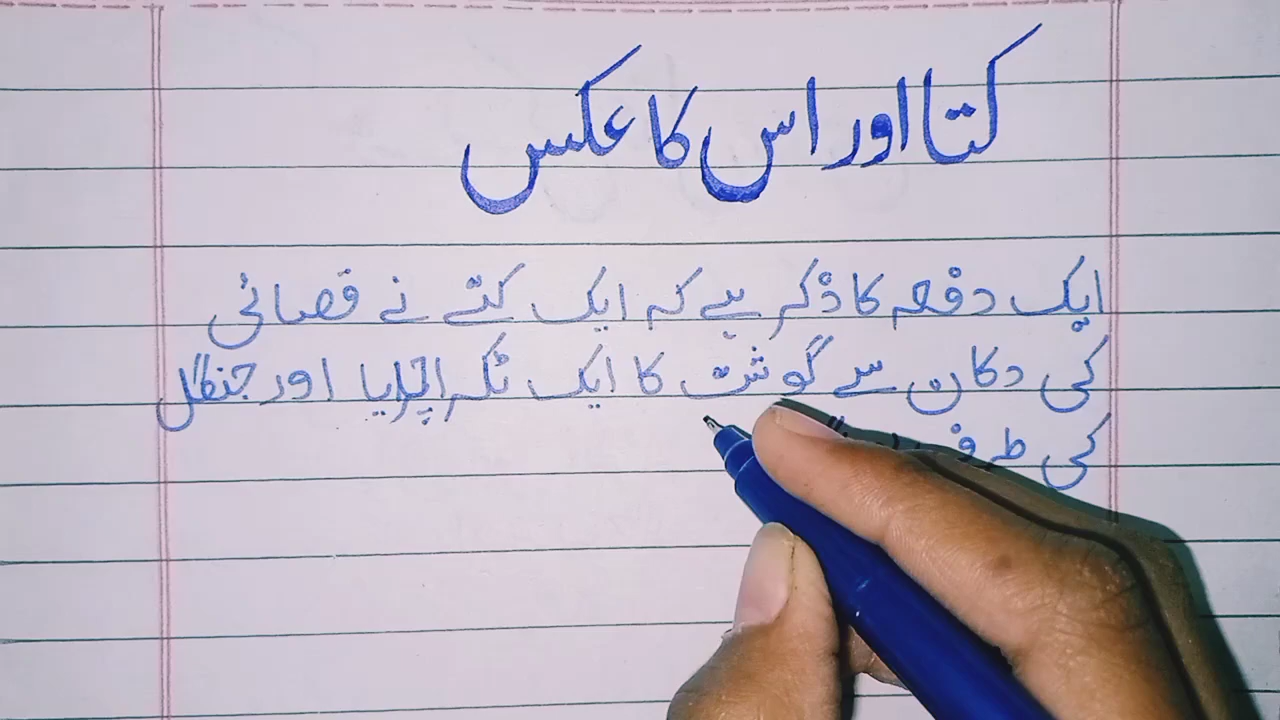 کتا اور اس کا عکس
ایک دفعہ کا ذکر ہے کہ ایک کتے نے قصائی
کی دکان سے گوشت کا ایک ٹکڑا چرایا اور جنگل
کی طرف